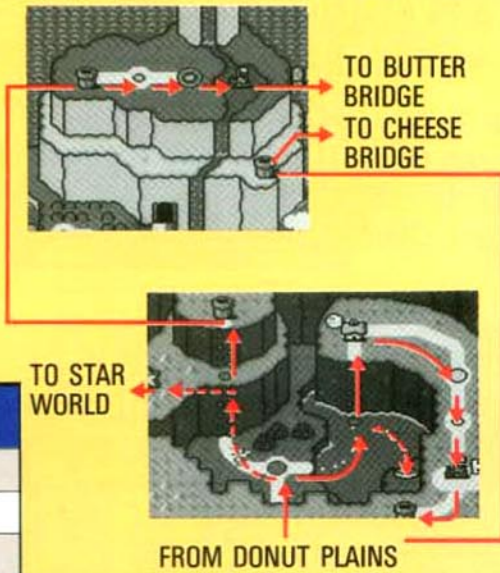 TO BUTTER
BRIDGE
TO CHEESE
BRIDGE
TO STAR
WORLD
FROM DONUT PLAINS